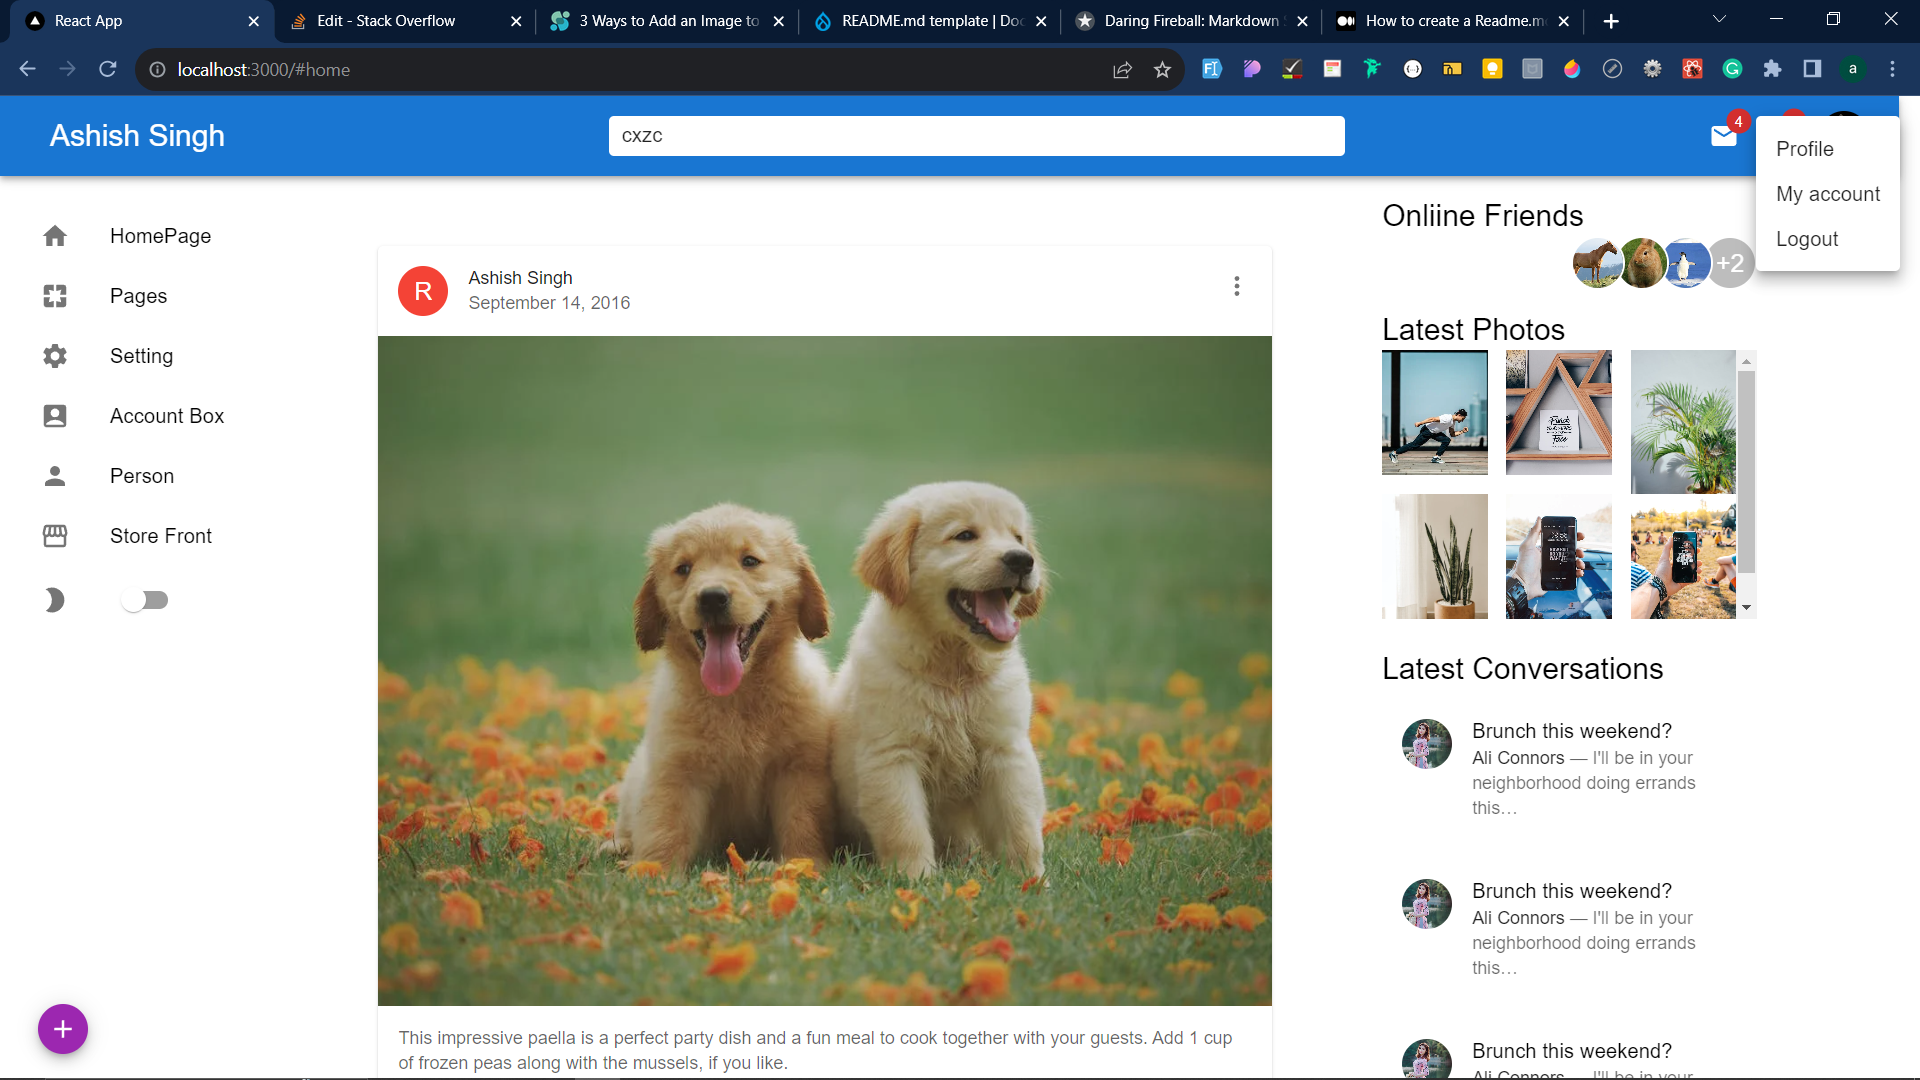 React App
Edit - Stack Overflow
3 Ways to Add an Image to
README.md template | Doc
Daring Fireball: Markdown
How to create a Readme.m
localhost:3000/#home
a
Ashish Singh
cxzc
4
Profile
My account
Logout
HomePage
Pages
Setting
Account Box
Person
Store Front
R
Ashish Singh
September 14, 2016
This impressive paella is a perfect party dish and a fun meal to cook together with your guests. Add 1 cup
of frozen peas along with the mussels, if you like.
Onliine Friends
+2
Latest Photos
Latest Conversations
Brunch this weekend?
Ali Connors — I'll be in your
neighborhood doing errands
this…
Brunch this weekend?
Ali Connors — I'll be in your
neighborhood doing errands
this…
Brunch this weekend?
Ali Connors — I'll be in your